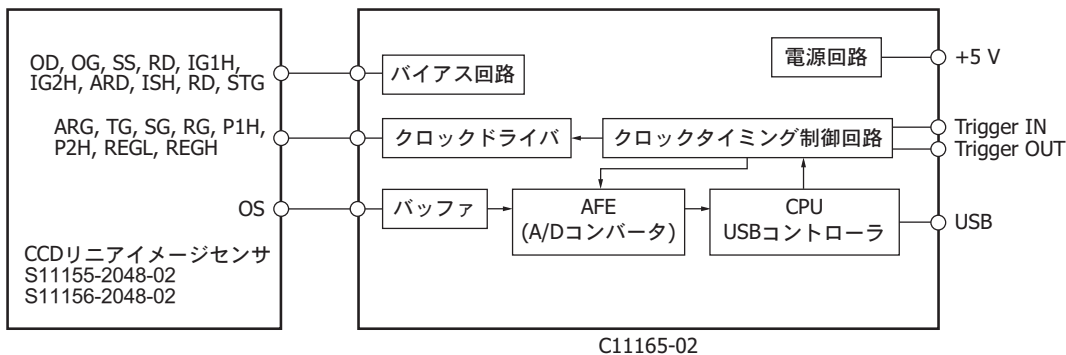 OD, OG, SS, RD, IG1H,
IG2H, ARD, ISH, RD, STG
ARG, TG, SG, RG, P1H,
P2H, REGL, REGH
OS
CCDリニアイメージセンサ
S11155-2048-02
S11156-2048-02
バイアス回路
電源回路
+5 V
クロックドライバ
クロックタイミング制御回路
Trigger IN
Trigger OUT
バッファ
AFE
(A/Dコンバータ)
CPU
USBコントローラ
USB
C11165-02